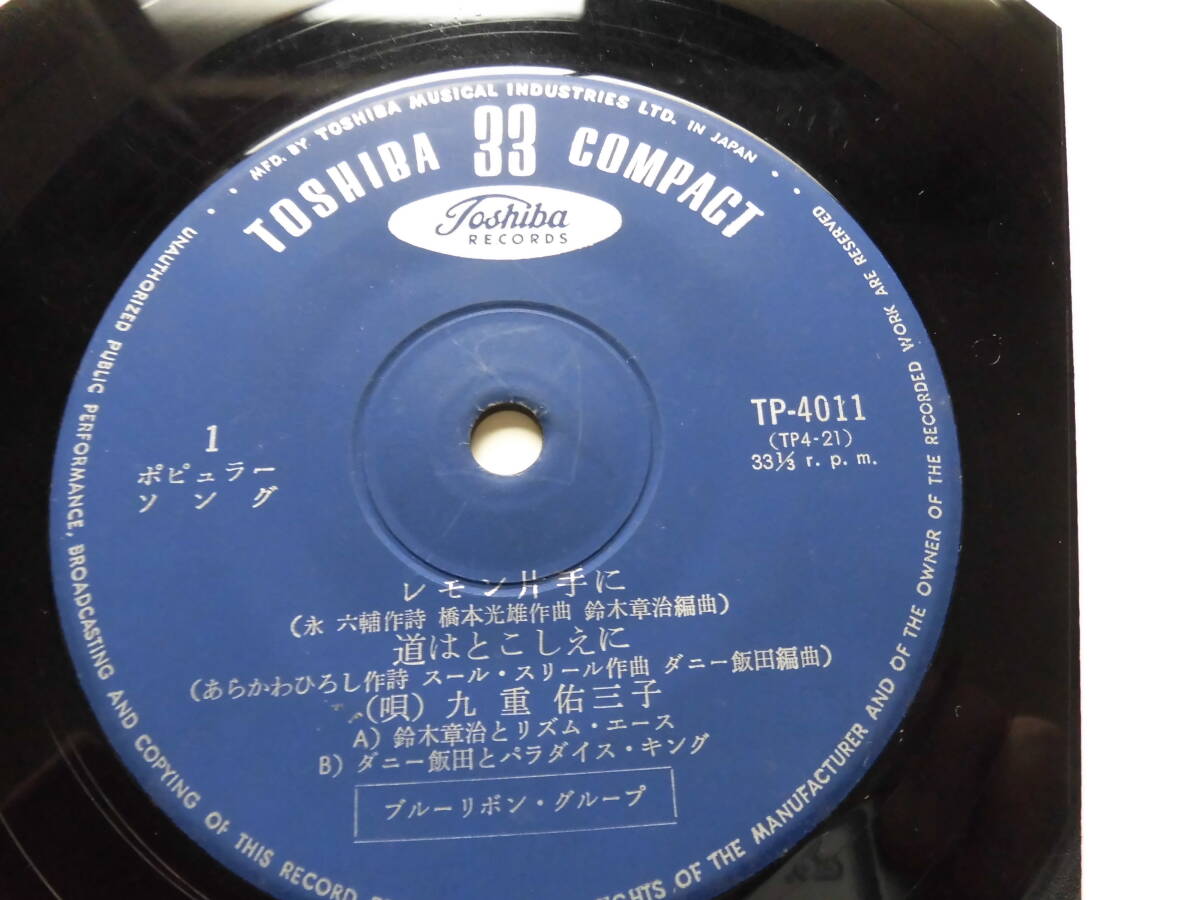 MFD. BY TOSHIBA MUSICAL INDUSTRIES LTD. IN JAPAN
TOSHIBA 33 COMPACT
Toshiba
RECORDS
1
ポピュラー
ソング
TP-4011
(TP4-21)
33⅓ r. p. m.
レモン片手に
(永 六輔作詩 橋本光雄作曲 鈴木章治編曲)
道はとこしえに
(あらかわひろし作詩 スール・スリール作曲 ダニー飯田編曲)
(唄) 九重 佑三子
A) 鈴木章治とリズム・エース
B) ダニー飯田とパラダイス・キング
ブルーリボン・グループ
UNAUTHORIZED PUBLIC PERFORMANCE, BROADCASTING AND COPYING OF THIS RECORD
OF THE MANUFACTURER AND OF THE OWNER OF THE RECORDED WORK ARE RESERVED